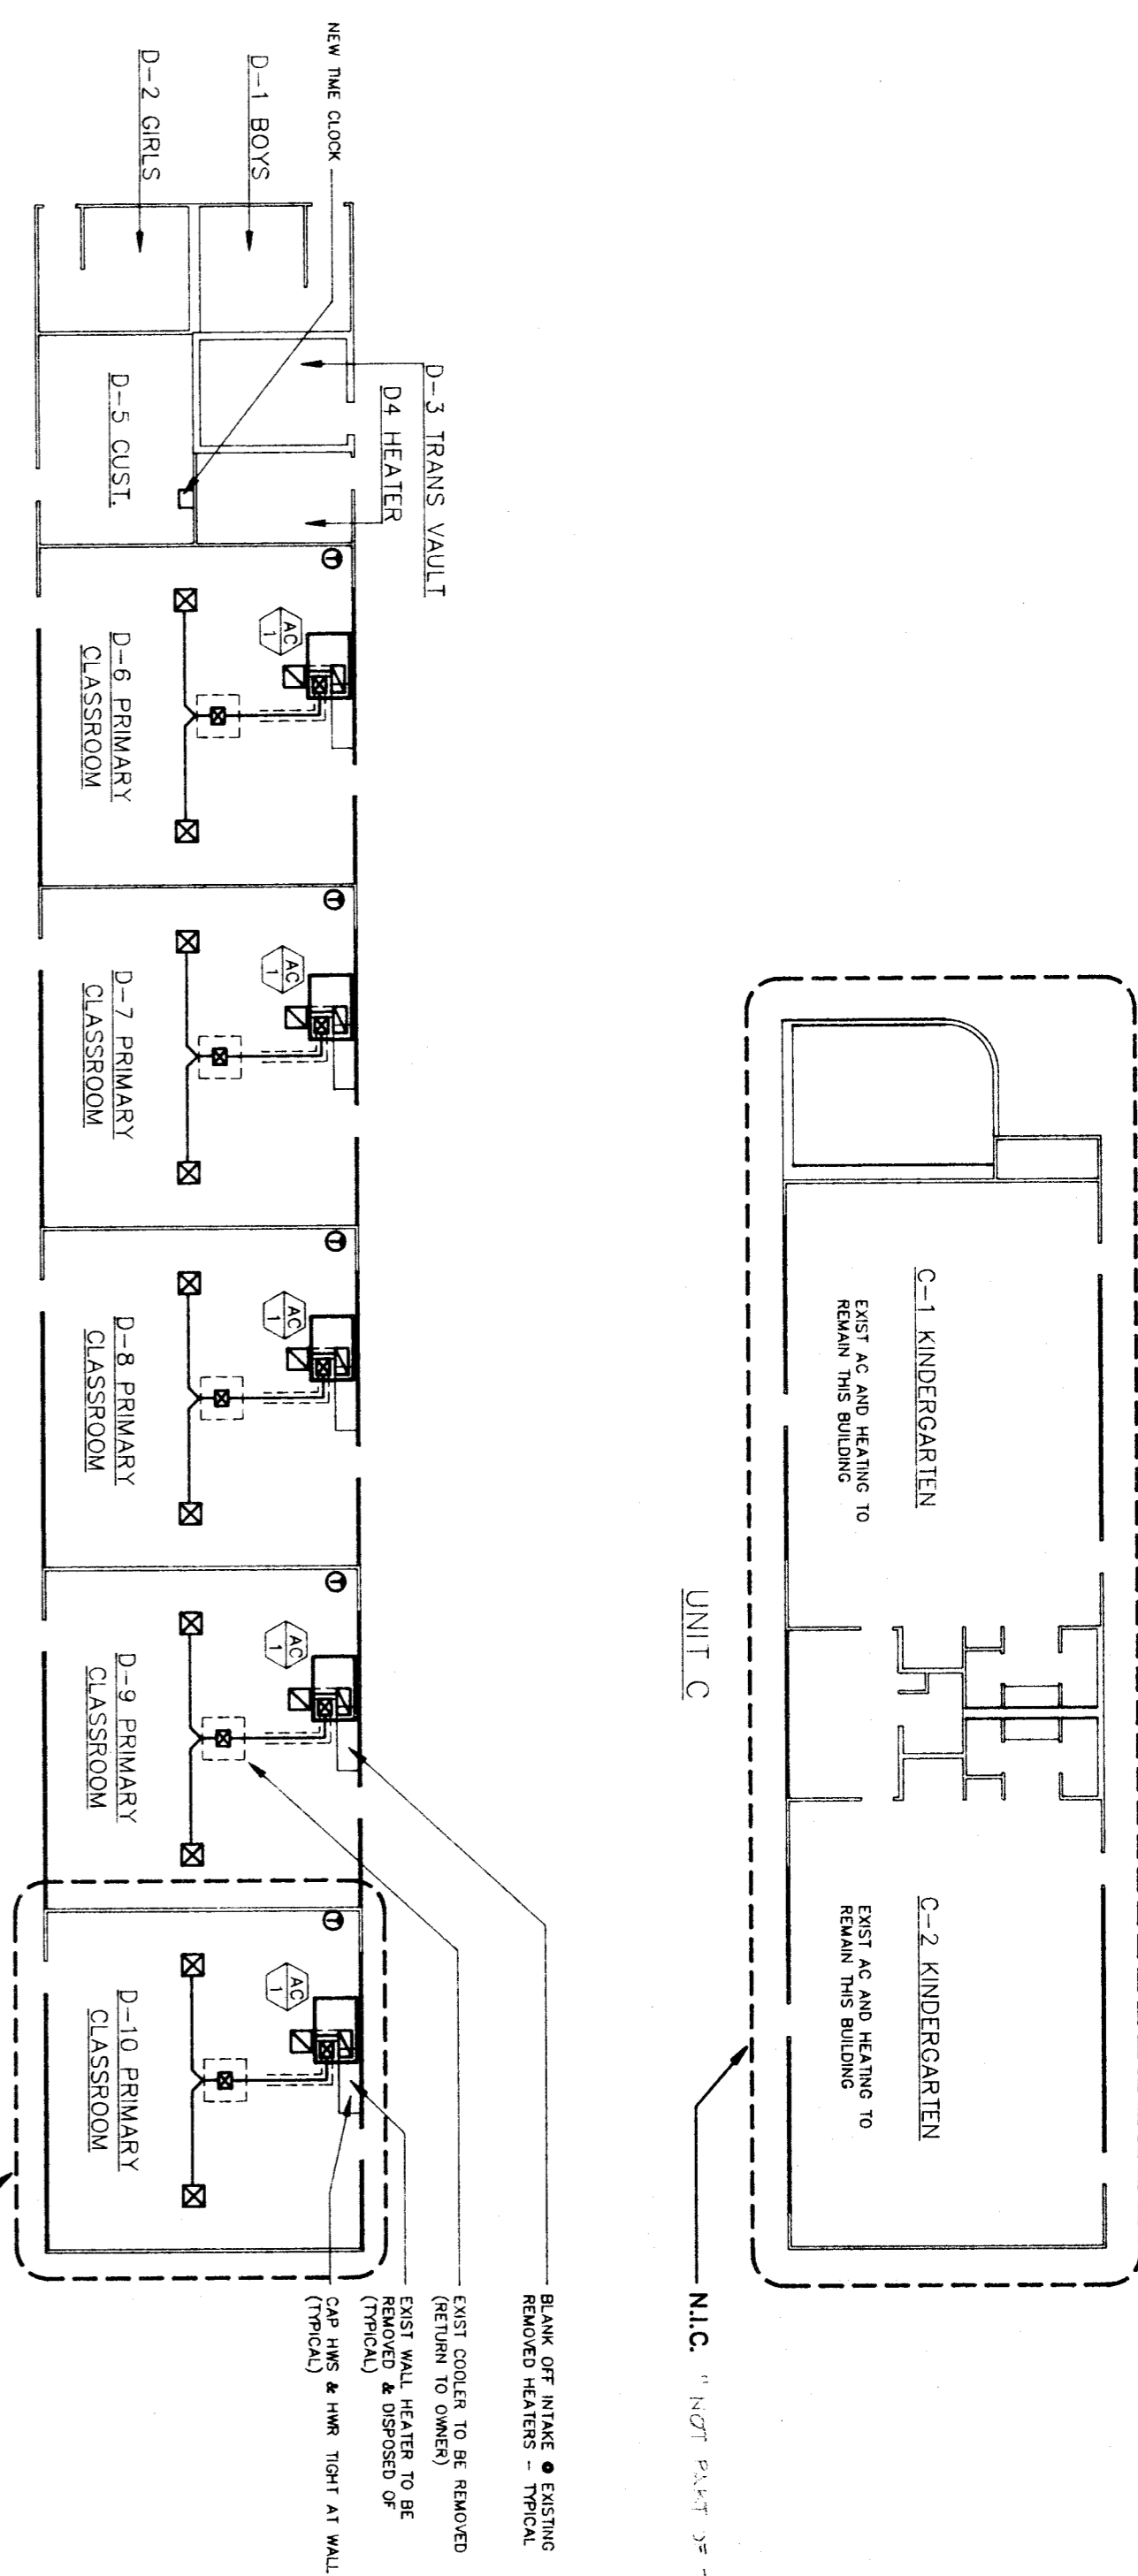 C-1 KINDERGARTEN
EXIST AC AND HEATING TO
REMAIN THIS BUILDING
C-2 KINDERGARTEN
EXIST AC AND HEATING TO
REMAIN THIS BUILDING
UNIT C
N.I.C. "NOT PART OF
NEW TIME CLOCK
D-1 BOYS
D-2 GIRLS
D-3 TRANS VAULT
D4 HEATER
D-5 CUST.
T
AC
1
D-6 PRIMARY
CLASSROOM
T
AC
1
D-7 PRIMARY
CLASSROOM
T
AC
1
D-8 PRIMARY
CLASSROOM
T
AC
1
D-9 PRIMARY
CLASSROOM
T
AC
1
D-10 PRIMARY
CLASSROOM
BLANK OFF INTAKE @ EXISTING
REMOVED HEATERS - TYPICAL
EXIST COOLER TO BE REMOVED
(RETURN TO OWNER)
EXIST WALL HEATER TO BE
REMOVED & DISPOSED OF
(TYPICAL)
CAP HWS & HWR TIGHT AT WALL
(TYPICAL)